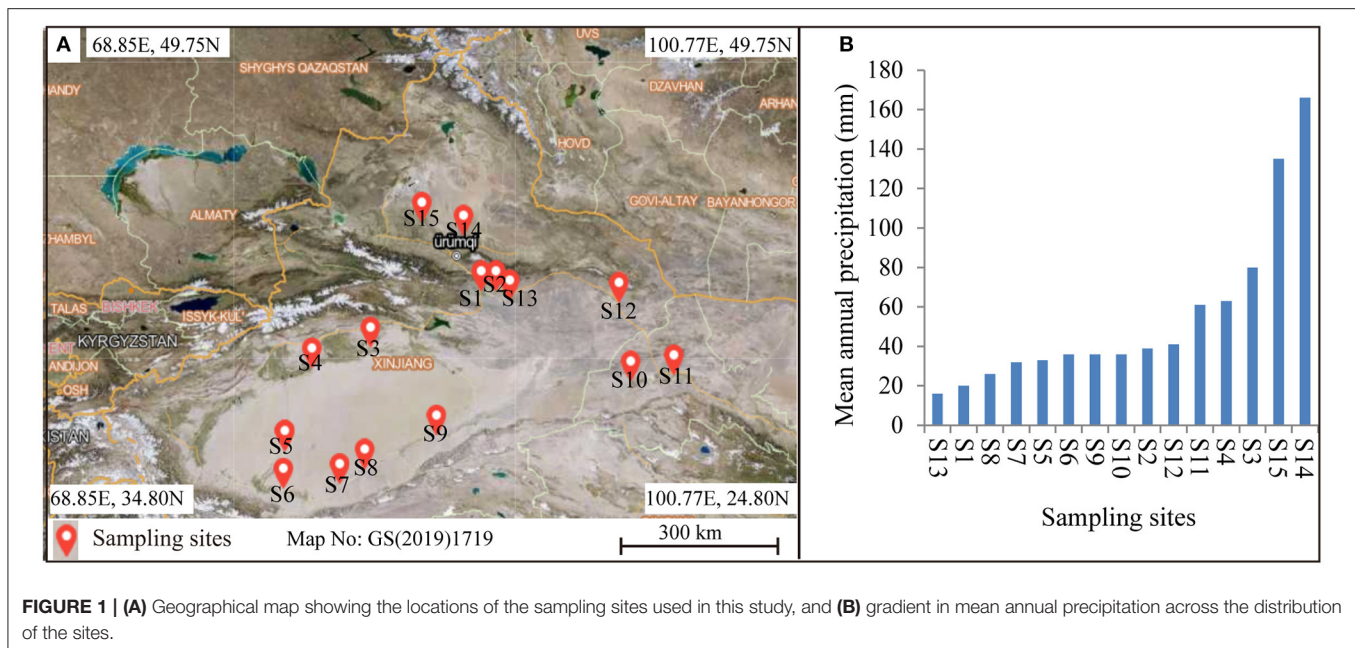 A
68.85E, 49.75N
100.77E, 49.75N
UVS
SHYGHYS QAZAQSTAN
DZAVHAN
HOVD
ALMATY
GOVI-ALTAY
BAYANHONGOR
ZHAMBYL
TALAS
BISHKEK
ISSYK-KUL'
KYRGYZSTAN
ANDIJON
OSH
XINJIANG
ürümqi
S15
S14
S1
S2
S13
S12
S3
S4
S10
S11
S9
S5
S8
S7
S6
68.85E, 34.80N
100.77E, 24.80N
Sampling sites
Map No: GS(2019)1719
300 km
B
Mean annual precipitation (mm)
180
160
140
120
100
80
60
40
20
0
S13
S1
S8
S7
S5
S6
S9
S10
S2
S12
S11
S4
S3
S15
S14
Sampling sites
FIGURE 1 | (A) Geographical map showing the locations of the sampling sites used in this study, and (B) gradient in mean annual precipitation across the distribution
of the sites.